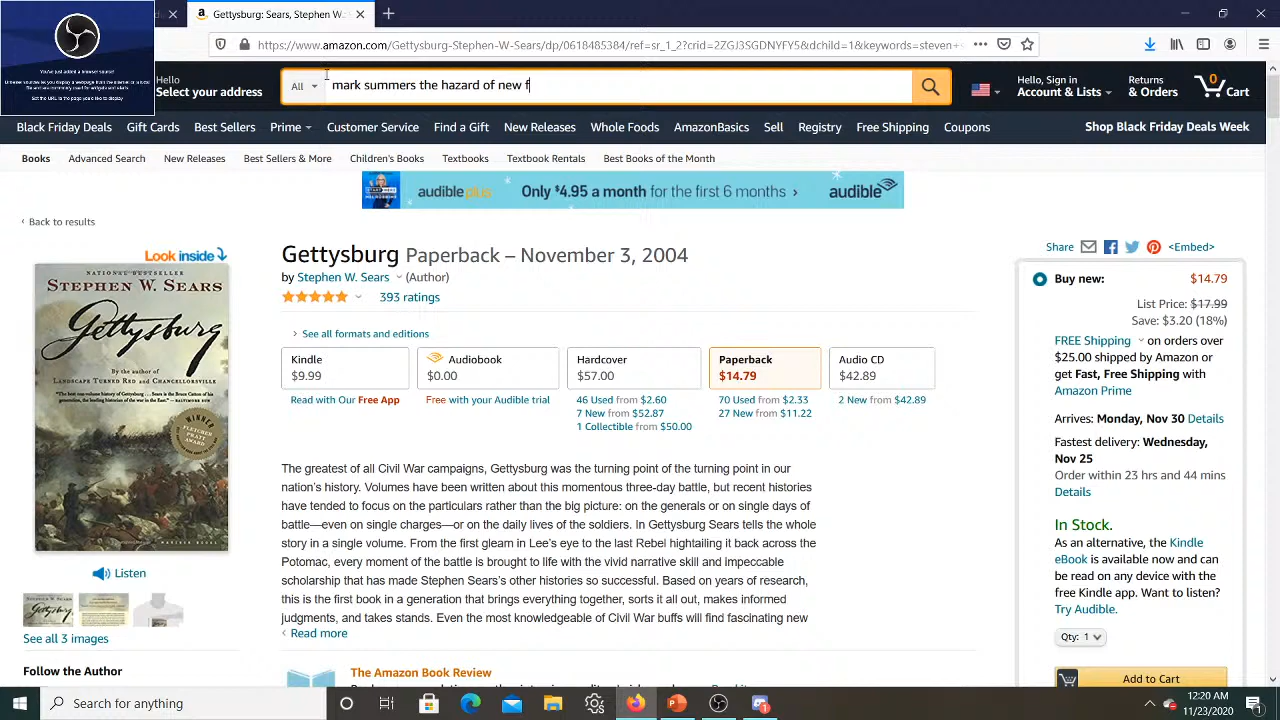 Gettysburg: Sears, Stephen W.: A
https://www.amazon.com/Gettysburg-Stephen-W-Sears/dp/0618485384/ref=sr_1_2?crid=2ZGJ3SGDNYFY5&dchild=1&keywords=steven+
You've just added a browser source!
Hello
Select your address
All
mark summers the hazard of new f
Hello, Sign in
Account & Lists
Returns
& Orders
0
Cart
Black Friday Deals
Gift Cards
Best Sellers
Prime
Customer Service
Find a Gift
New Releases
Whole Foods
AmazonBasics
Sell
Registry
Free Shipping
Coupons
Shop Black Friday Deals Week
Books
Advanced Search
New Releases
Best Sellers & More
Children's Books
Textbooks
Textbook Rentals
Best Books of the Month
audible plus
Only $4.95 a month for the first 6 months ›
audible
‹ Back to results
Look inside
NATIONAL BESTSELLER
STEPHEN W. SEARS
Gettysburg
By the author of
LANDSCAPE TURNED RED and CHANCELLORSVILLE
WINNER
FLETCHER
PRATT
AWARD
Listen
See all 3 images
Follow the Author
Gettysburg Paperback – November 3, 2004
by Stephen W. Sears (Author)
393 ratings
› See all formats and editions
Kindle
$9.99
Read with Our Free App
Audiobook
$0.00
Free with your Audible trial
Hardcover
$57.00
46 Used from $2.60
7 New from $52.87
1 Collectible from $50.00
Paperback
$14.79
70 Used from $2.33
27 New from $11.22
Audio CD
$42.89
2 New from $42.89
The greatest of all Civil War campaigns, Gettysburg was the turning point of the turning point in our
nation's history. Volumes have been written about this momentous three-day battle, but recent histories
have tended to focus on the particulars rather than the big picture: on the generals or on single days of
battle—even on single charges—or on the daily lives of the soldiers. In Gettysburg Sears tells the whole
story in a single volume. From the first gleam in Lee's eye to the last Rebel hightailing it back across the
Potomac, every moment of the battle is brought to life with the vivid narrative skill and impeccable
scholarship that has made Stephen Sears's other histories so successful. Based on years of research,
this is the first book in a generation that brings everything together, sorts it all out, makes informed
judgments, and takes stands. Even the most knowledgeable of Civil War buffs will find fascinating new
‹ Read more
The Amazon Book Review
Share
<Embed>
Buy new:
$14.79
List Price: $17.99
Save: $3.20 (18%)
FREE Shipping on orders over
$25.00 shipped by Amazon or
get Fast, Free Shipping with
Amazon Prime
Arrives: Monday, Nov 30 Details
Fastest delivery: Wednesday,
Nov 25
Order within 23 hrs and 44 mins
Details
In Stock.
As an alternative, the Kindle
eBook is available now and can
be read on any device with the
free Kindle app. Want to listen?
Try Audible.
Qty: 1
Add to Cart
Search for anything
12:20 AM
11/23/2020